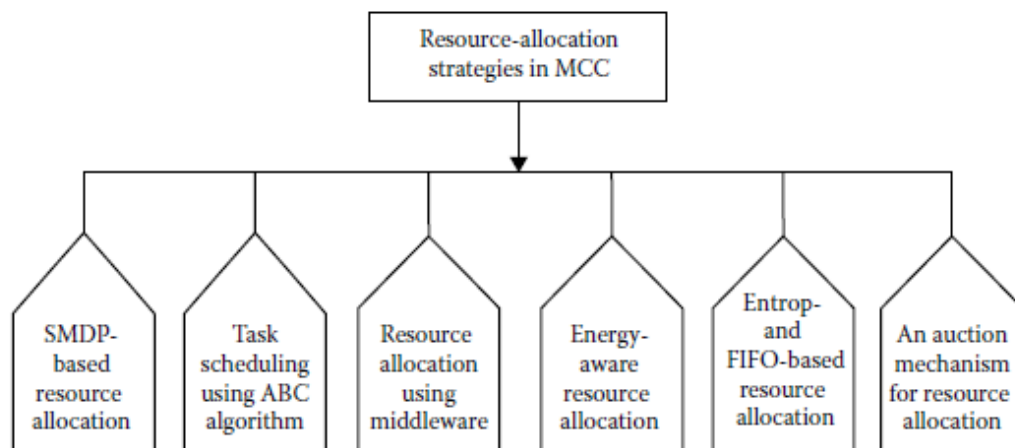 Resource-allocation
strategies in MCC
SMDP-
based
resource
allocation
Task
scheduling
using ABC
algorithm
Resource
allocation
using
middleware
Energy-
aware
resource
allocation
Entrop-
and
FIFO-based
resource
allocation
An auction
mechanism
for resource
allocation